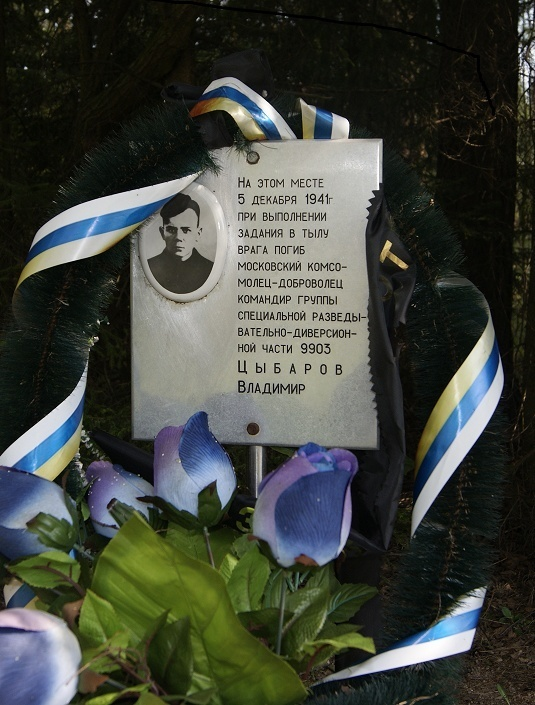 На этом месте
5 декабря 1941г
при выполнении
задания в тылу
врага погиб
московский комсо-
молец-доброволец
командир группы
специальной разведы-
вательно-диверсион-
ной части 9903
Цыбаров
Владимир